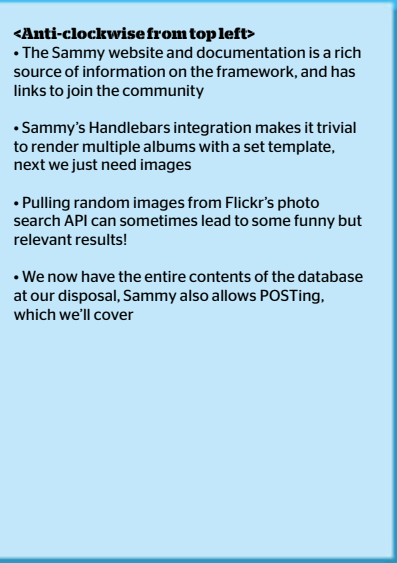 <Anti-clockwise from top left>
• The Sammy website and documentation is a rich
source of information on the framework, and has
links to join the community
• Sammy’s Handlebars integration makes it trivial
to render multiple albums with a set template,
next we just need images
• Pulling random images from Flickr’s photo
search API can sometimes lead to some funny but
relevant results!
• We now have the entire contents of the database
at our disposal, Sammy also allows POSTing,
which we’ll cover